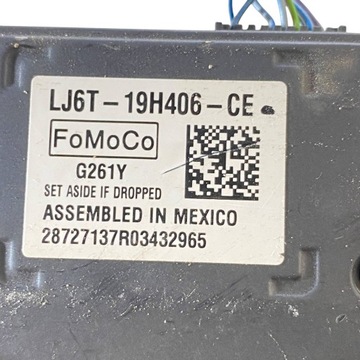 LJ6T-19H406-CE
FoMoCo
G261Y
SET ASIDE IF DROPPED
ASSEMBLED IN MEXICO
28727137R03432965